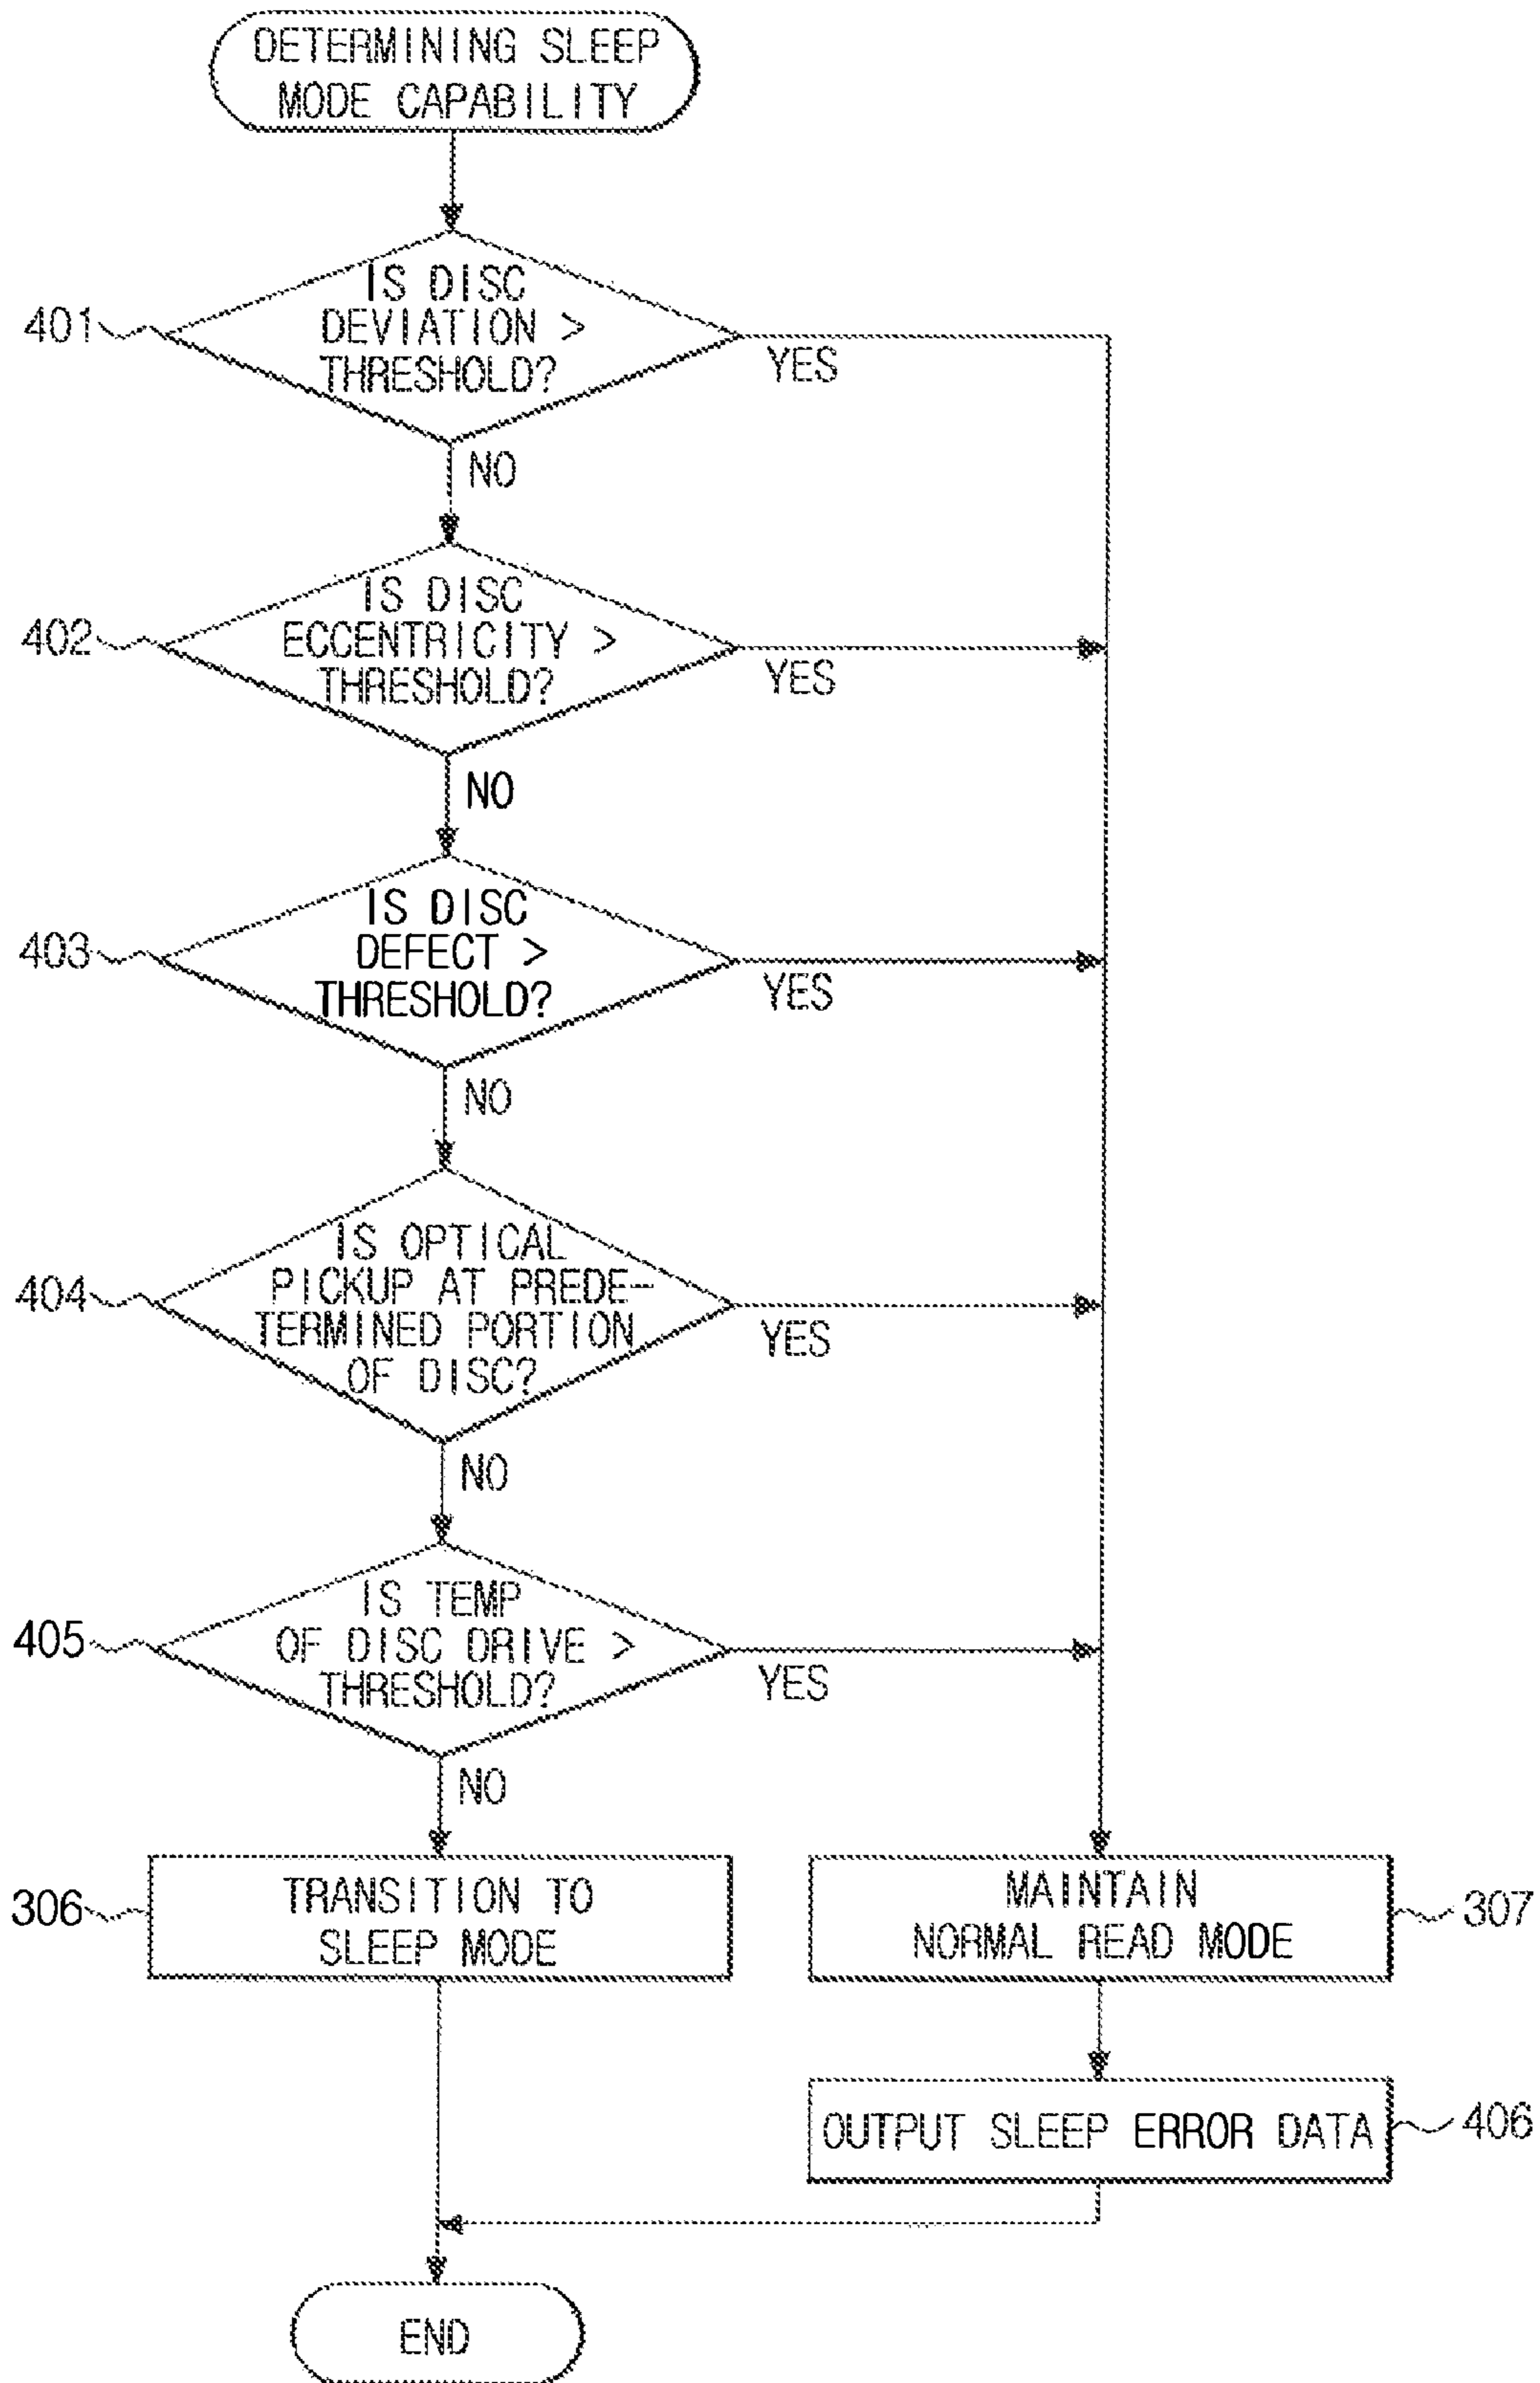 DETERMINING SLEEP
MODE CAPABILITY
401
IS DISC
DEVIATION >
THRESHOLD?
YES
NO
402
IS DISC
ECCENTRICITY >
THRESHOLD?
YES
NO
403
IS DISC
DEFECT >
THRESHOLD?
YES
NO
404
IS OPTICAL
PICKUP AT PREDE-
TERMINED PORTION
OF DISC?
YES
NO
405
IS TEMP
OF DISC DRIVE >
THRESHOLD?
YES
NO
306
TRANSITION TO
SLEEP MODE
MAINTAIN
NORMAL READ MODE
307
OUTPUT SLEEP ERROR DATA
406
END